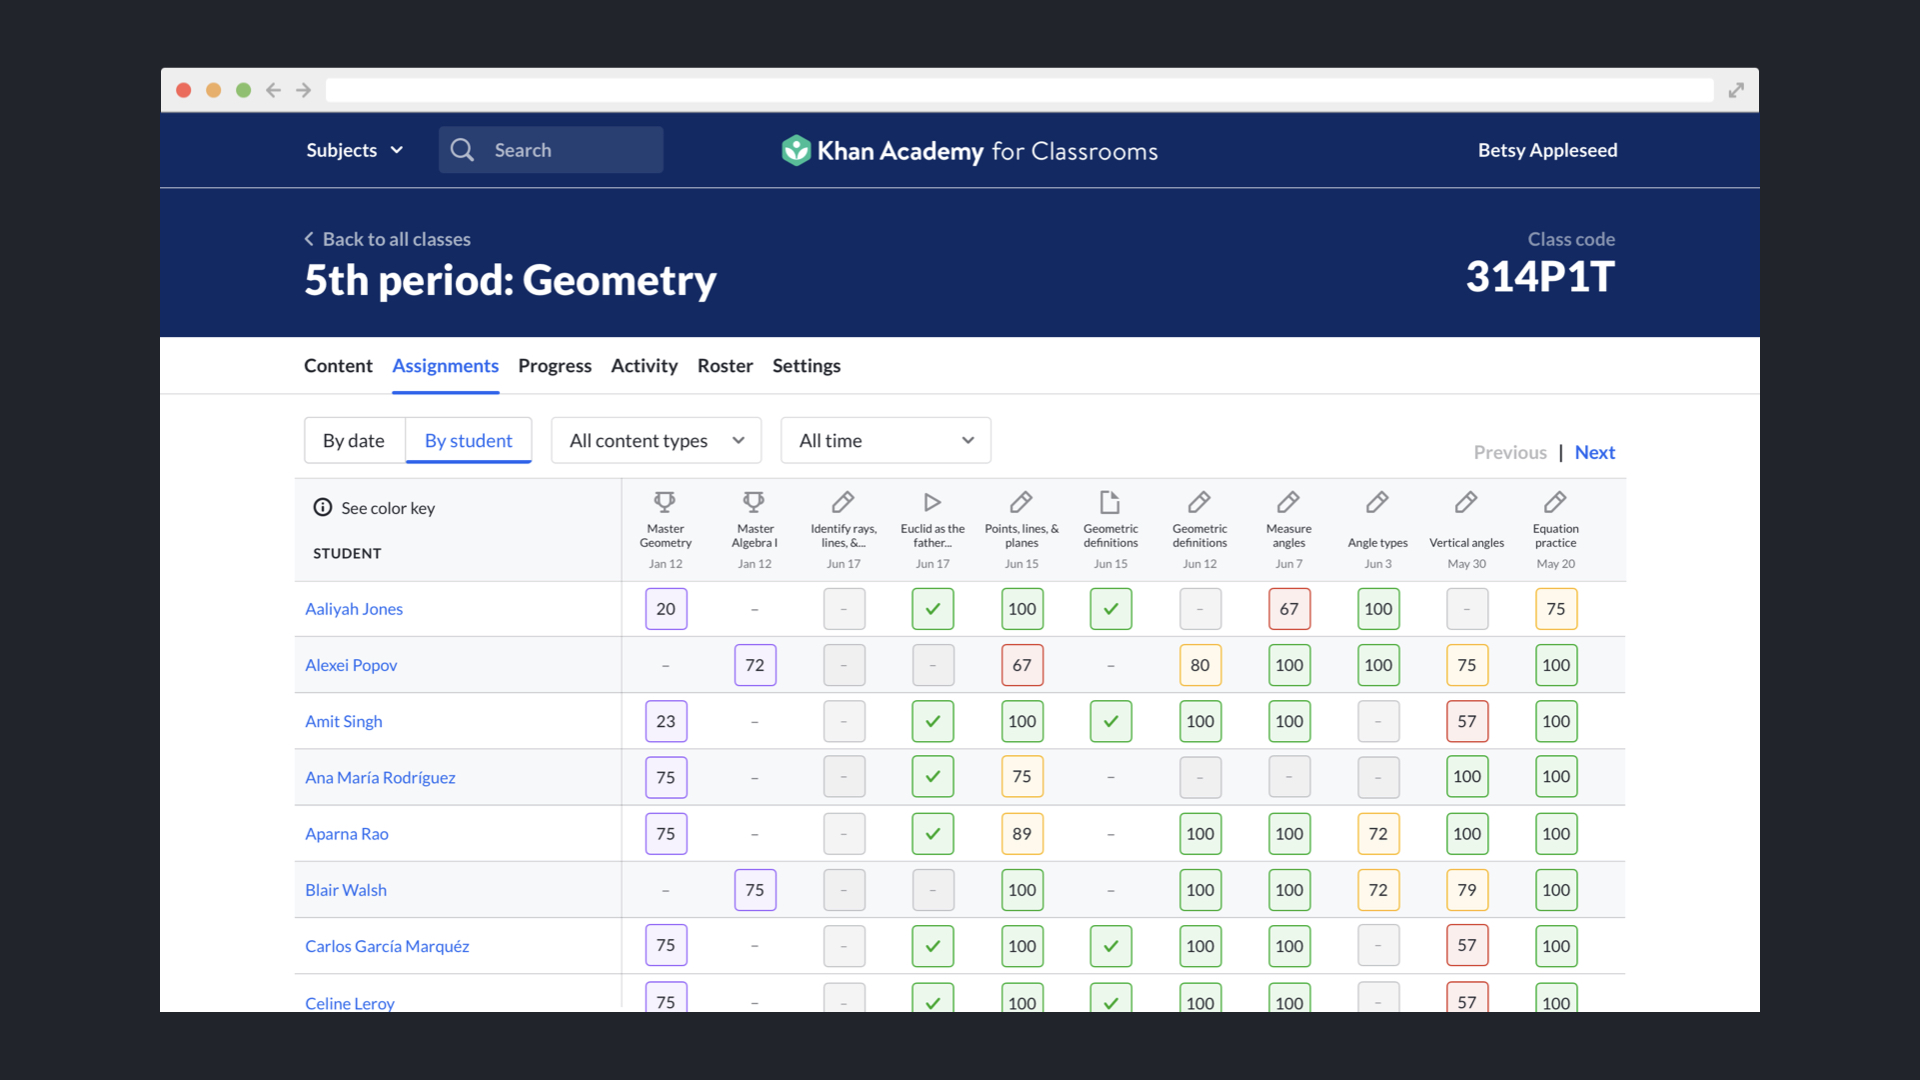 Subjects
Search
Khan Academy for Classrooms
Betsy Appleseed
Back to all classes
Class code
5th period: Geometry
314P1T
Content Assignments Progress Activity Roster Settings
By date By student All content types All time
Previous | Next
See color key
STUDENT
Master Geometry Jan 12
Master Algebra I Jan 12
Identify rays, lines, &... Jun 17
Euclid as the father... Jun 17
Points, lines, & planes Jun 15
Geometric definitions Jun 15
Geometric definitions Jun 12
Measure angles Jun 7
Angle types Jun 3
Vertical angles May 30
Equation practice May 20
Aaliyah Jones 20 – – ✓ 100 ✓ – 67 100 – 75
Alexei Popov – 72 – – 67 – 80 100 100 75 100
Amit Singh 23 – – ✓ 100 ✓ 100 100 – 57 100
Ana María Rodríguez 75 – – ✓ 75 – – – – 100 100
Aparna Rao 75 – – ✓ 89 – 100 100 72 100 100
Blair Walsh – 75 – – 100 – 100 100 72 79 100
Carlos García Marquéz 75 – – ✓ 100 ✓ 100 100 – 57 100
Celine Leroy 75 – – ✓ 100 ✓ 100 100 – 57 100